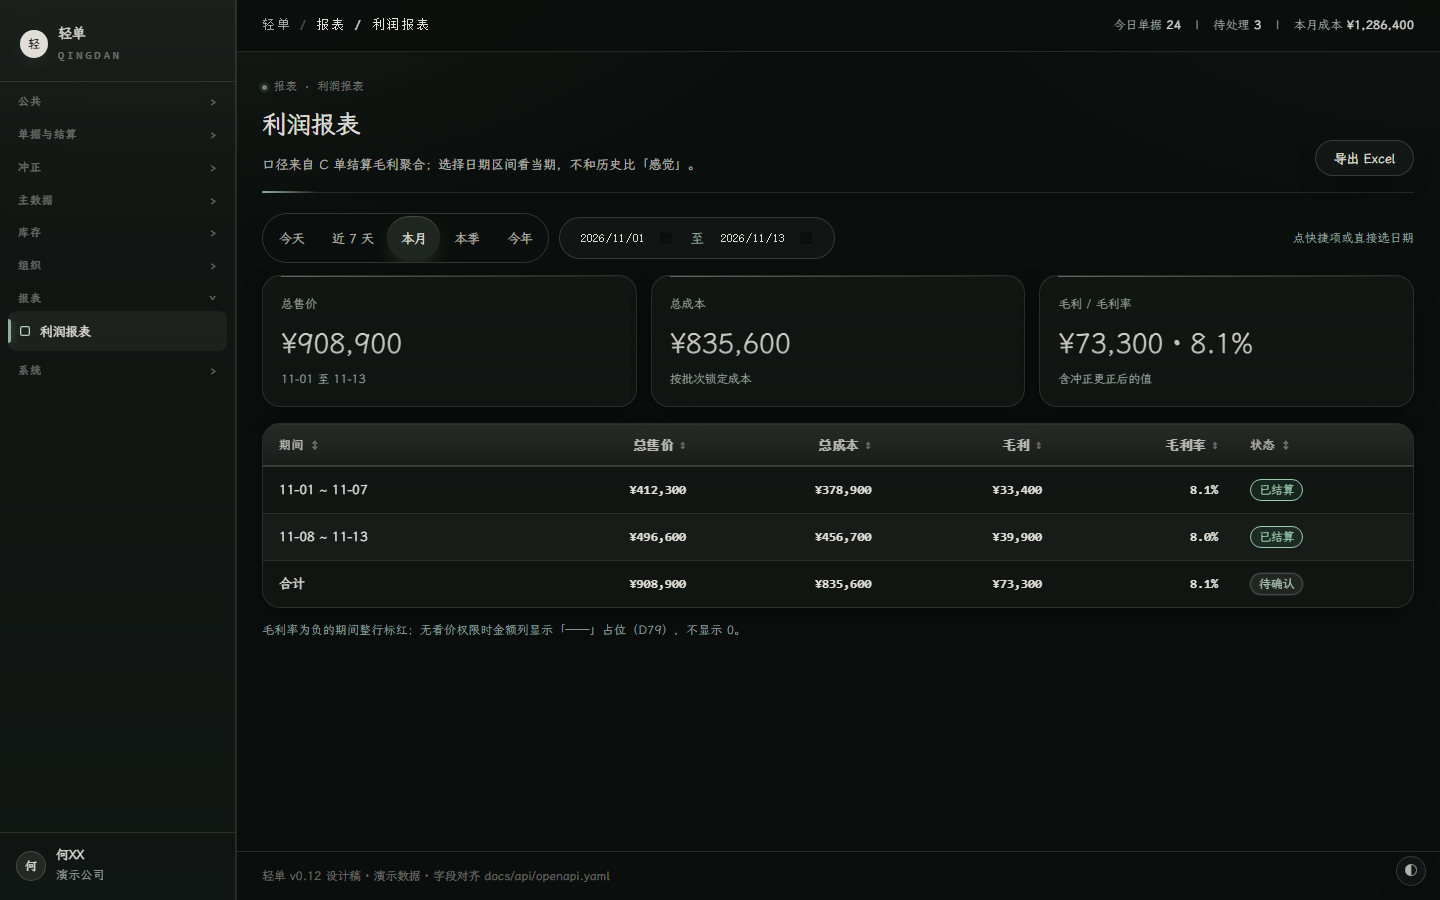 轻
轻单
QINGDAN
公共
单据与结算
冲正
主数据
库存
组织
报表
利润报表
系统
何
何XX
演示公司
轻单 / 报表 / 利润报表
今日单据 24 | 待处理 3 | 本月成本 ¥1,286,400
报表 · 利润报表
利润报表
口径来自 C 单结算毛利聚合；选择日期区间看当期，不和历史比「感觉」。
导出 Excel
今天 近 7 天 本月 本季 今年
2026/11/01 至 2026/11/13
点快捷项或直接选日期
总售价
¥908,900
11-01 至 11-13
总成本
¥835,600
按批次锁定成本
毛利 / 毛利率
¥73,300 · 8.1%
含冲正更正后的值
期间 总售价 总成本 毛利 毛利率 状态
11-01 ~ 11-07 ¥412,300 ¥378,900 ¥33,400 8.1% 已结算
11-08 ~ 11-13 ¥496,600 ¥456,700 ¥39,900 8.0% 已结算
合计 ¥908,900 ¥835,600 ¥73,300 8.1% 待确认
毛利率为负的期间整行标红；无看价权限时金额列显示「——」占位（D79），不显示 0。
轻单 v0.12 设计稿 · 演示数据 · 字段对齐 docs/api/openapi.yaml